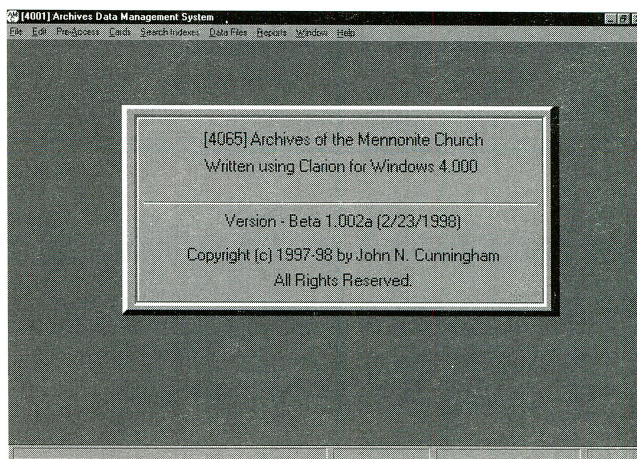 [4001] Archives Data Management System
File Edit Pre-Access Cards Search Indexes Data Files Reports Window Help
[4065] Archives of the Mennonite Church
Written using Clarion for Windows 4.000
Version - Beta 1.002a (2/23/1998)
Copyright (c) 1997-98 by John N. Cunningham
All Rights Reserved.